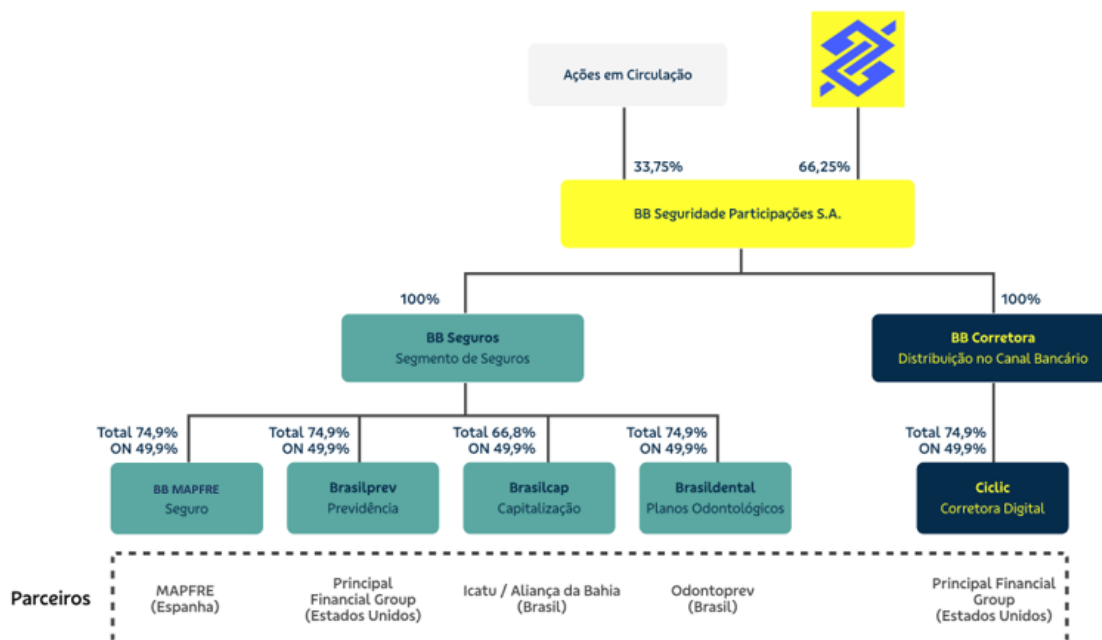 Ações em Circulação
33,75%
66,25%
BB Seguridade Participações S.A.
100%
100%
BB Seguros
Segmento de Seguros
BB Corretora
Distribuição no Canal Bancário
Total 74,9%
ON 49,9%
Total 74,9%
ON 49,9%
Total 66,8%
ON 49,9%
Total 74,9%
ON 49,9%
Total 74,9%
ON 49,9%
BB MAPFRE
Seguro
Brasilprev
Previdência
Brasilcap
Capitalização
Brasildental
Planos Odontológicos
Ciclic
Corretora Digital
Parceiros
MAPFRE
(Espanha)
Principal
Financial Group
(Estados Unidos)
Icatu / Aliança da Bahia
(Brasil)
Odontoprev
(Brasil)
Principal Financial
Group
(Estados Unidos)